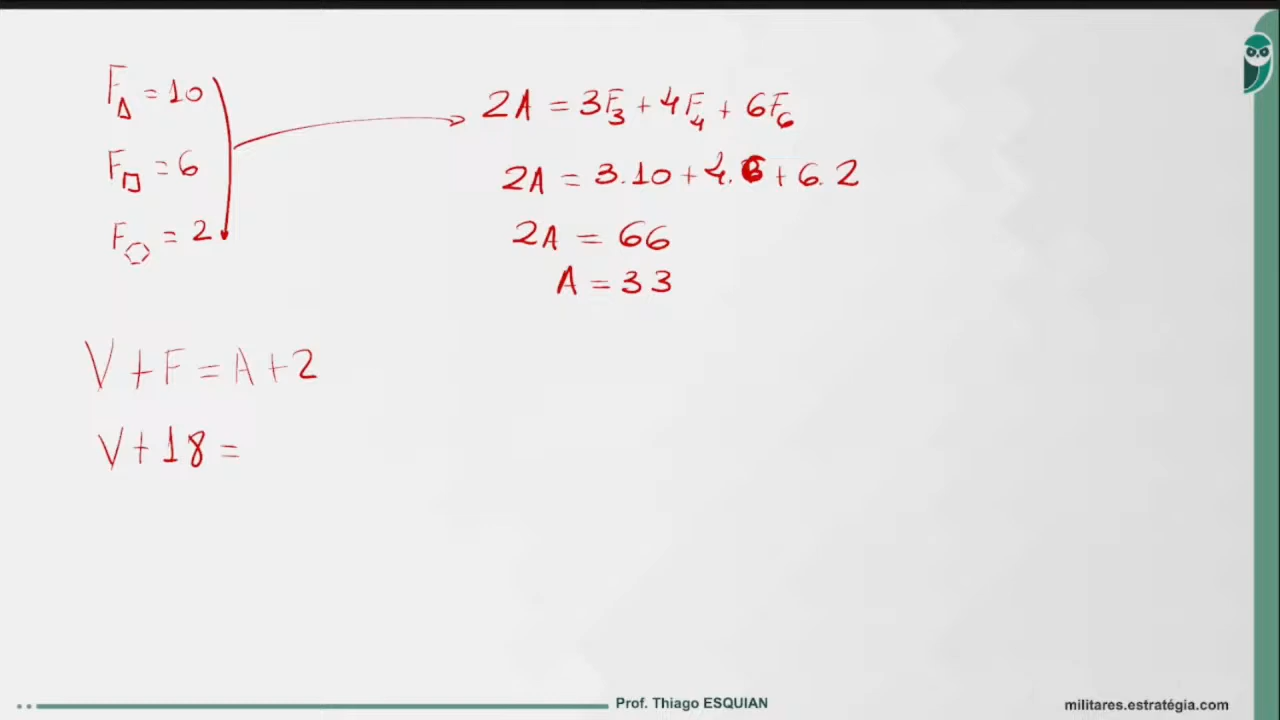 F△ = 10
F□ = 6
F⬡ = 2
2A = 3F₃ + 4F₄ + 6F₆
2A = 3.10 + 4.6 + 6.2
2A = 66
A = 33
V + F = A + 2
V + 18 =
Prof. Thiago ESQUIAN
militares.estratégia.com